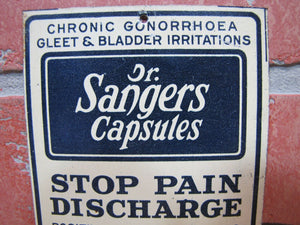 CHRONIC GONORRHOEA
GLEET & BLADDER IRRITATIONS
Dr.
Sangers
Capsules
STOP PAIN
DISCHARGE